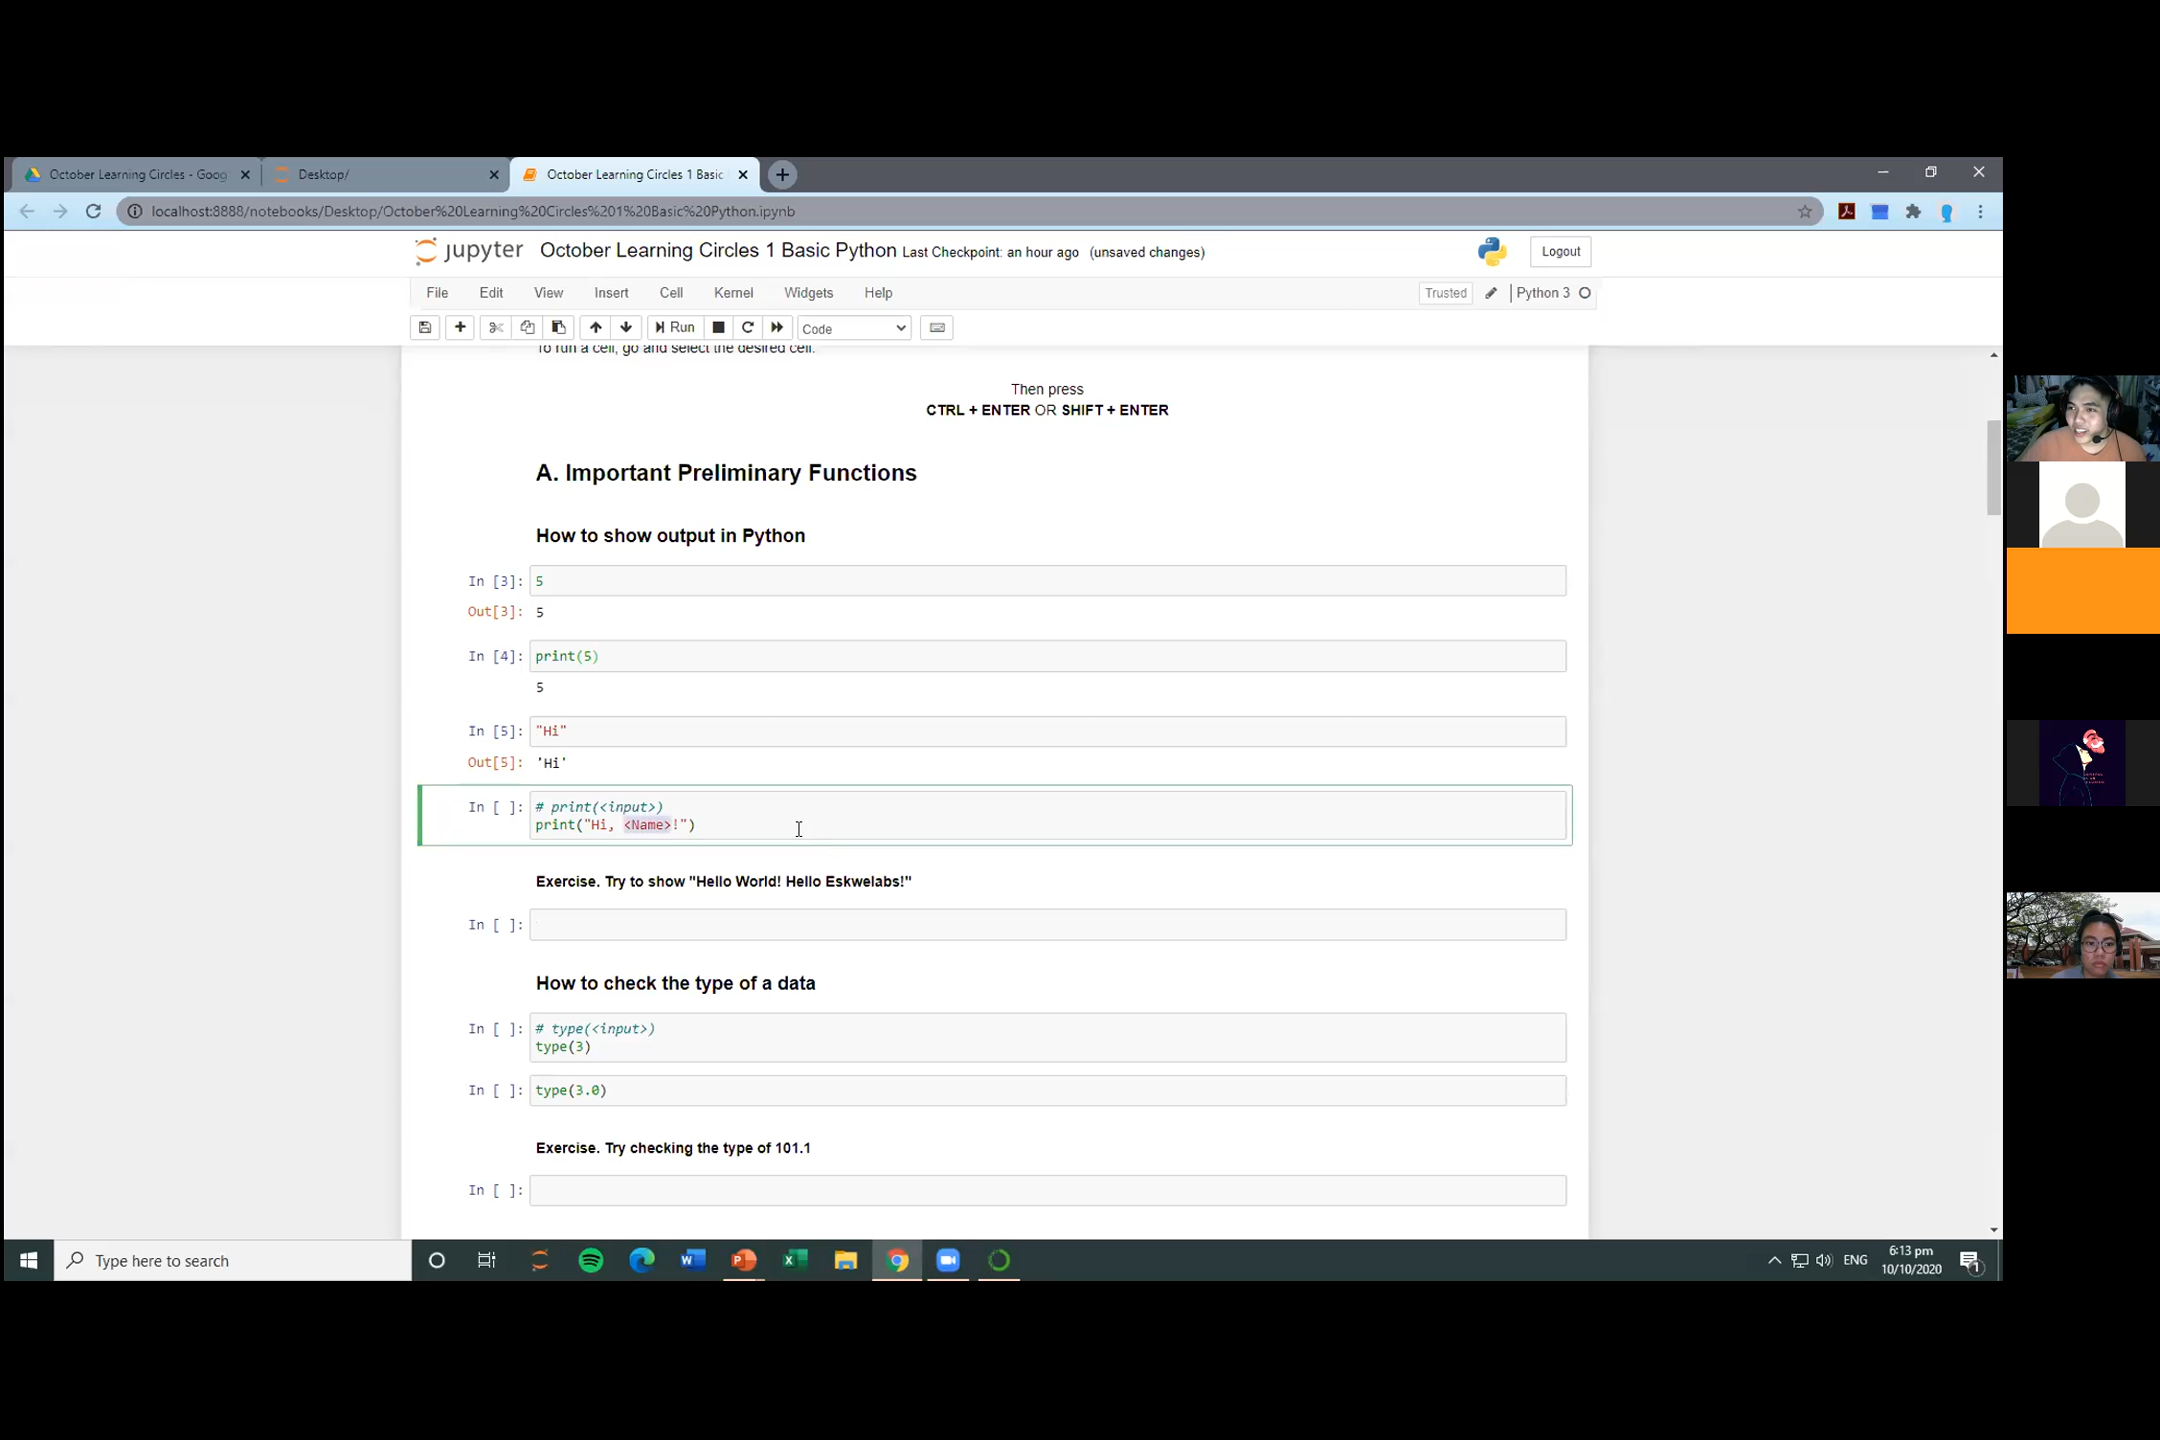 October Learning Circles - Goog
Desktop/
October Learning Circles 1 Basic
localhost:8888/notebooks/Desktop/October%20Learning%20Circles%201%20Basic%20Python.ipynb
jupyter October Learning Circles 1 Basic Python Last Checkpoint: an hour ago (unsaved changes)
Logout
File Edit View Insert Cell Kernel Widgets Help
Trusted Python 3
Run Code
To run a cell, go and select the desired cell.
Then press
CTRL + ENTER OR SHIFT + ENTER
A. Important Preliminary Functions
How to show output in Python
In [3]: 5
Out[3]: 5
In [4]: print(5)
5
In [5]: "Hi"
Out[5]: 'Hi'
In [ ]: # print(<input>)
print("Hi, <Name>!")
Exercise. Try to show "Hello World! Hello Eskwelabs!"
In [ ]:
How to check the type of a data
In [ ]: # type(<input>)
type(3)
In [ ]: type(3.0)
Exercise. Try checking the type of 101.1
In [ ]:
Type here to search
ENG
6:13 pm
10/10/2020
1